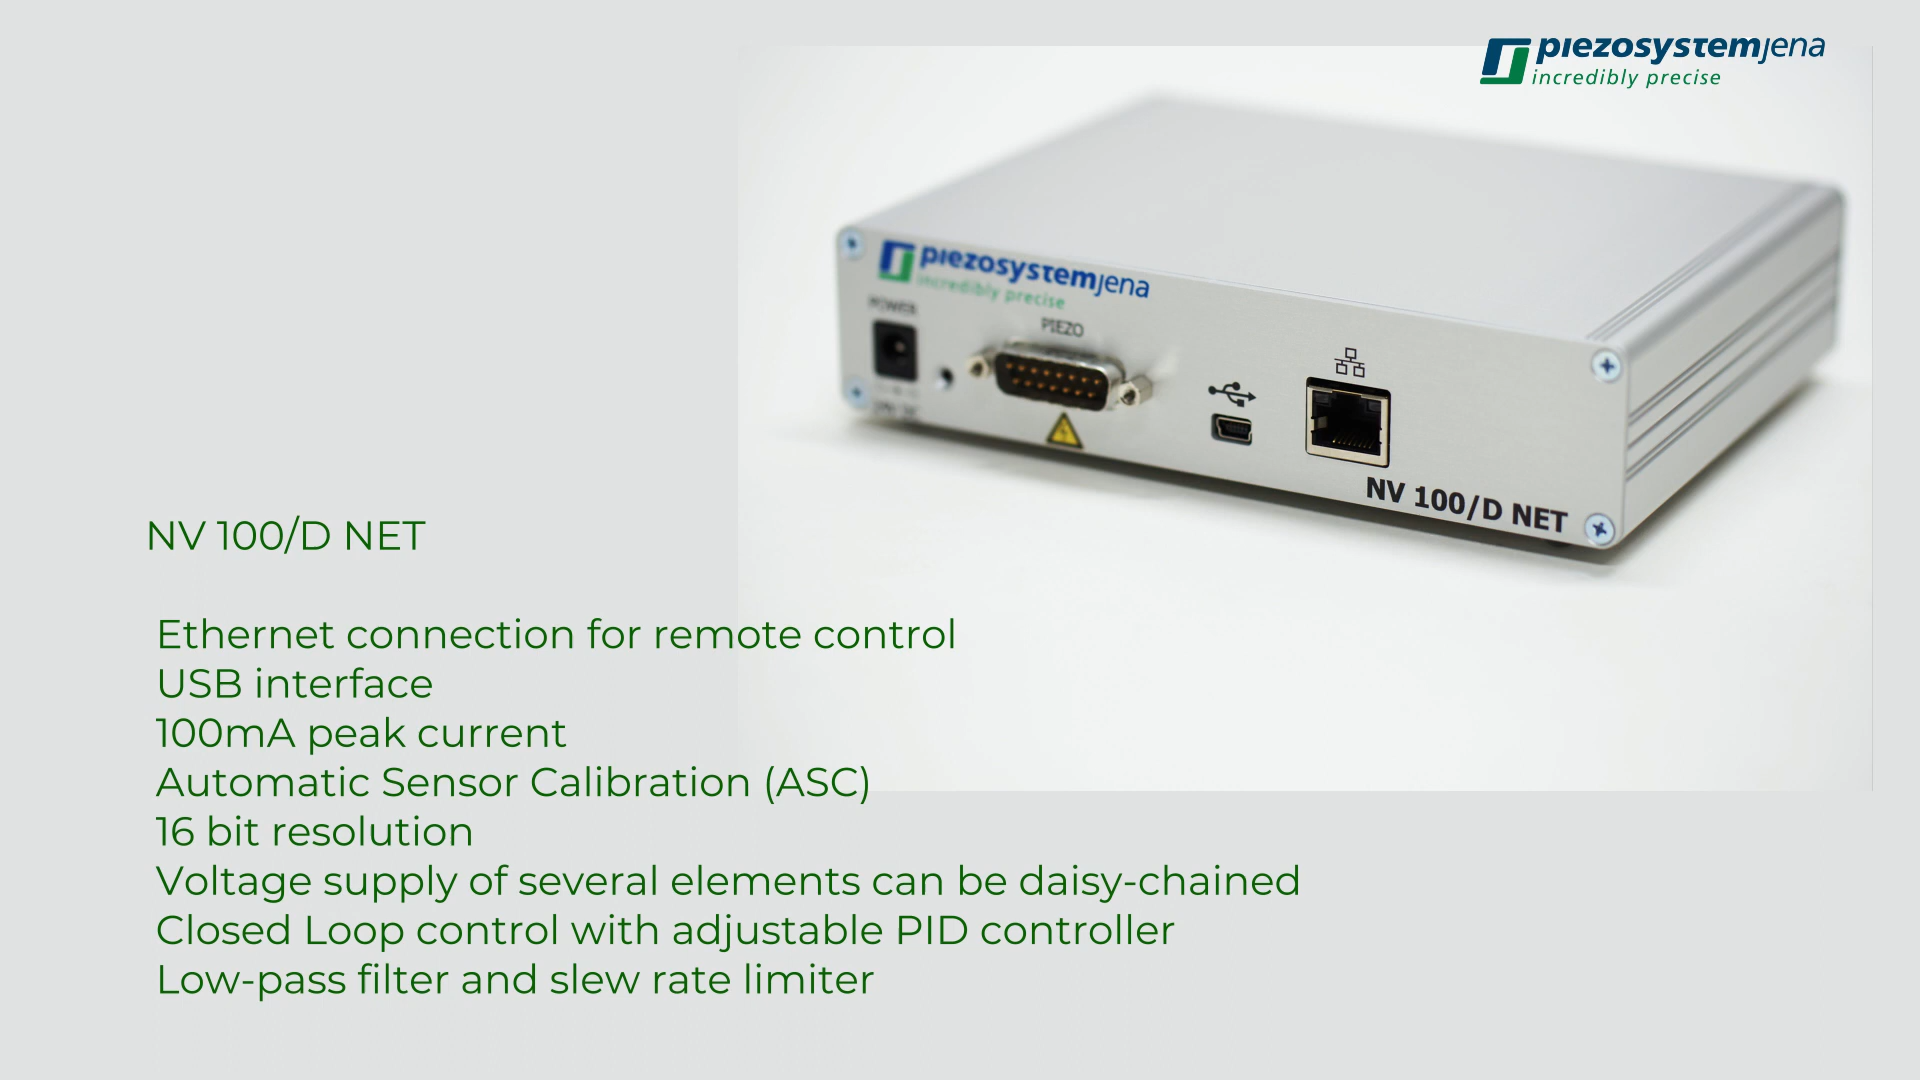 piezosystemjena
incredibly precise
piezosystemjena
incredibly precise
POWER
PIEZO
NV 100/D NET
NV 100/D NET
Ethernet connection for remote control
USB interface
100mA peak current
Automatic Sensor Calibration (ASC)
16 bit resolution
Voltage supply of several elements can be daisy-chained
Closed Loop control with adjustable PID controller
Low-pass filter and slew rate limiter